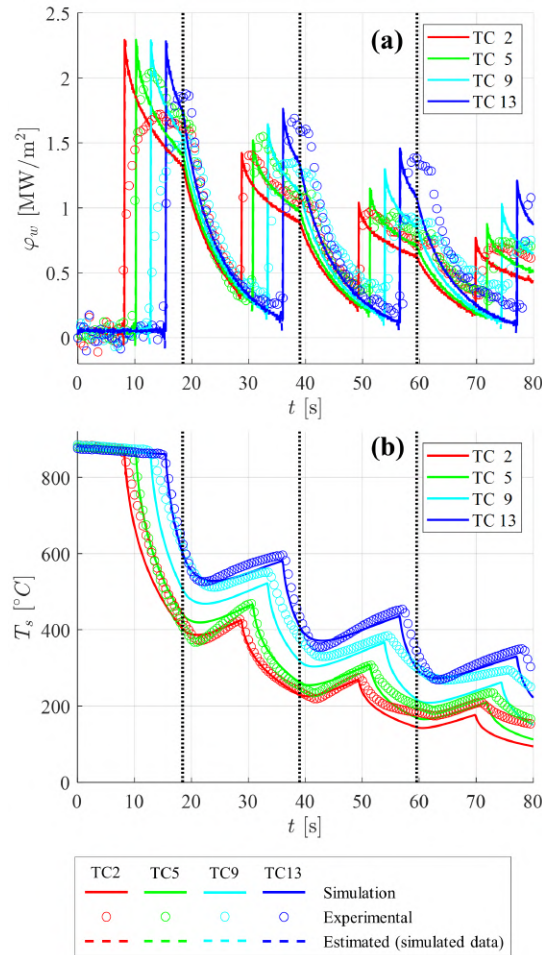 2.5
2
1.5
1
0.5
0
φw [MW/m²]
(a)
TC 2
TC 5
TC 9
TC 13
0 10 20 30 40 50 60 70 80
t [s]
800
600
400
200
0
Ts [°C]
(b)
TC 2
TC 5
TC 9
TC 13
0 10 20 30 40 50 60 70 80
t [s]
TC2 TC5 TC9 TC13
Simulation
Experimental
Estimated (simulated data)